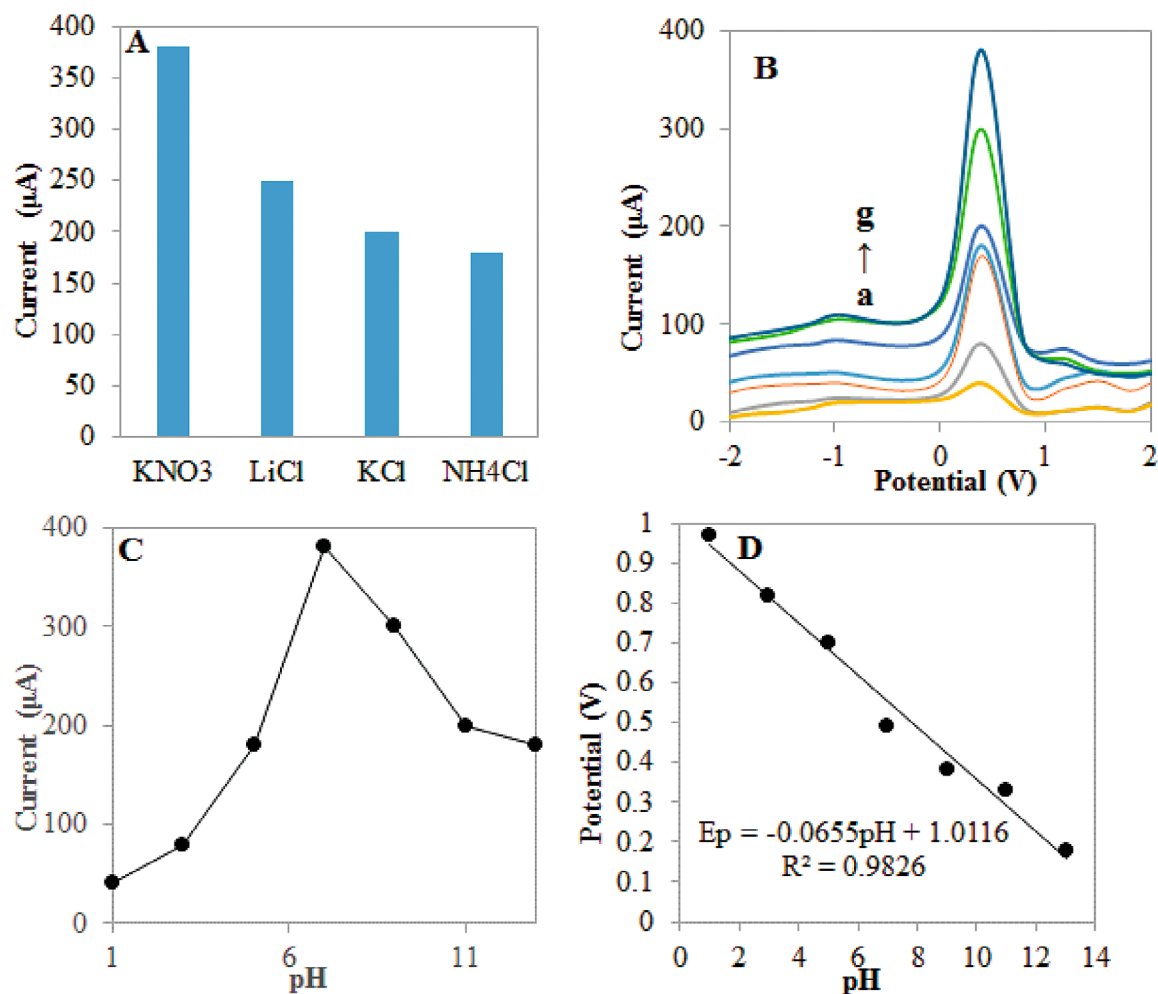 A
400
350
300
250
200
150
100
50
0
Current (µA)
KNO3 LiCl KCl NH4Cl
B
400
300
200
100
0
Current (µA)
g
↑
a
-2 -1 0 1 2
Potential (V)
C
400
300
200
100
0
Current (µA)
1 6 11
pH
D
1
0.9
0.8
0.7
0.6
0.5
0.4
0.3
0.2
0.1
0
Potential (V)
Ep = -0.0655pH + 1.0116
R² = 0.9826
0 2 4 6 8 10 12 14
pH